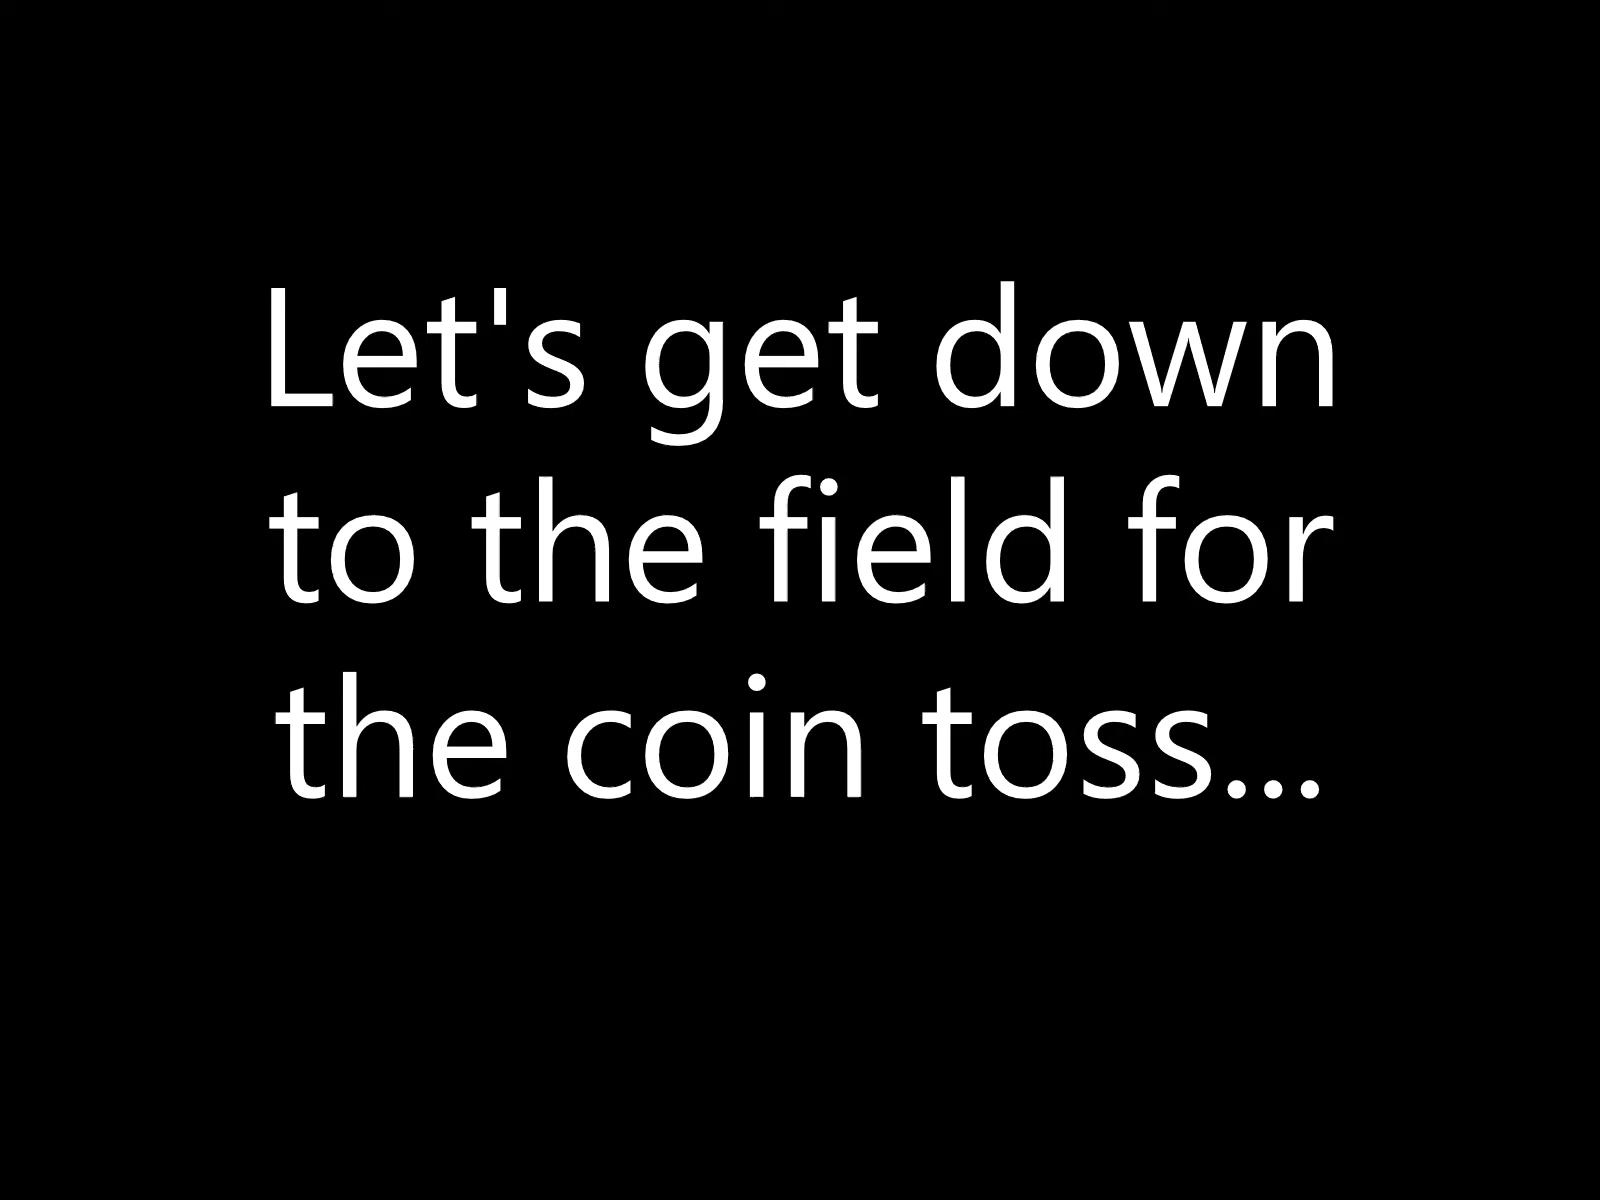 Let's get down
to the field for
the coin toss...